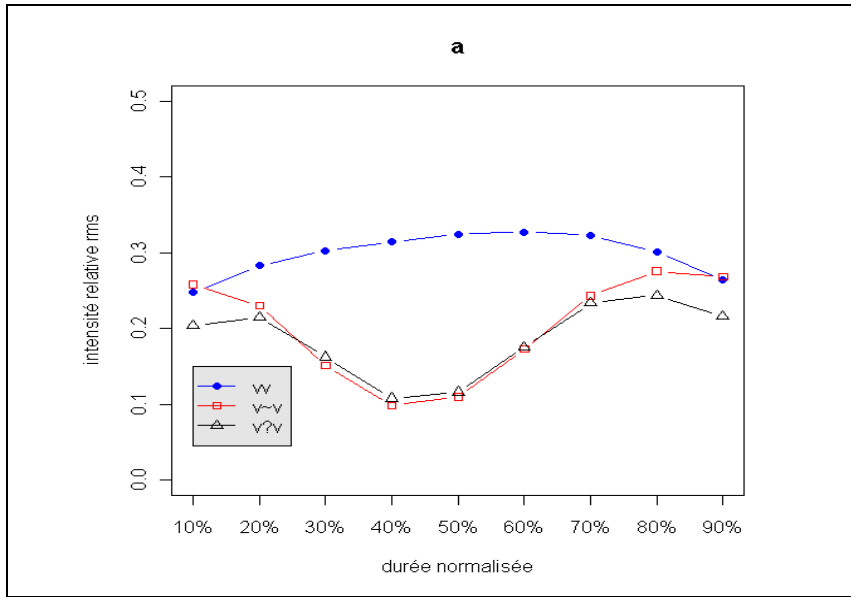 a
intensité relative rms
0.5
0.4
0.3
0.2
0.1
0.0
vv
v~v
v?v
10% 20% 30% 40% 50% 60% 70% 80% 90%
durée normalisée